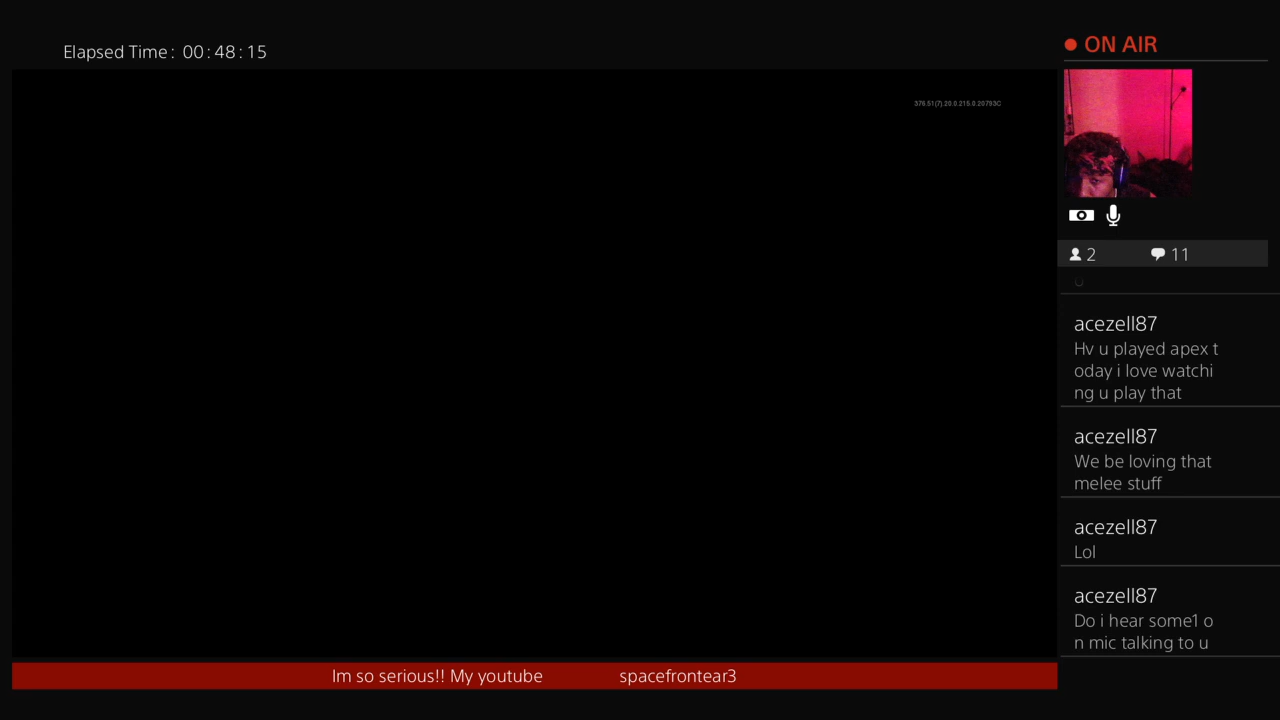 Elapsed Time: 00:48:15
ON AIR
2 11
acezell87
Hv u played apex t
oday i love watchi
ng u play that
acezell87
We be loving that
melee stuff
acezell87
Lol
acezell87
Do i hear some1 o
n mic talking to u
Im so serious!! My youtube spacefrontear3